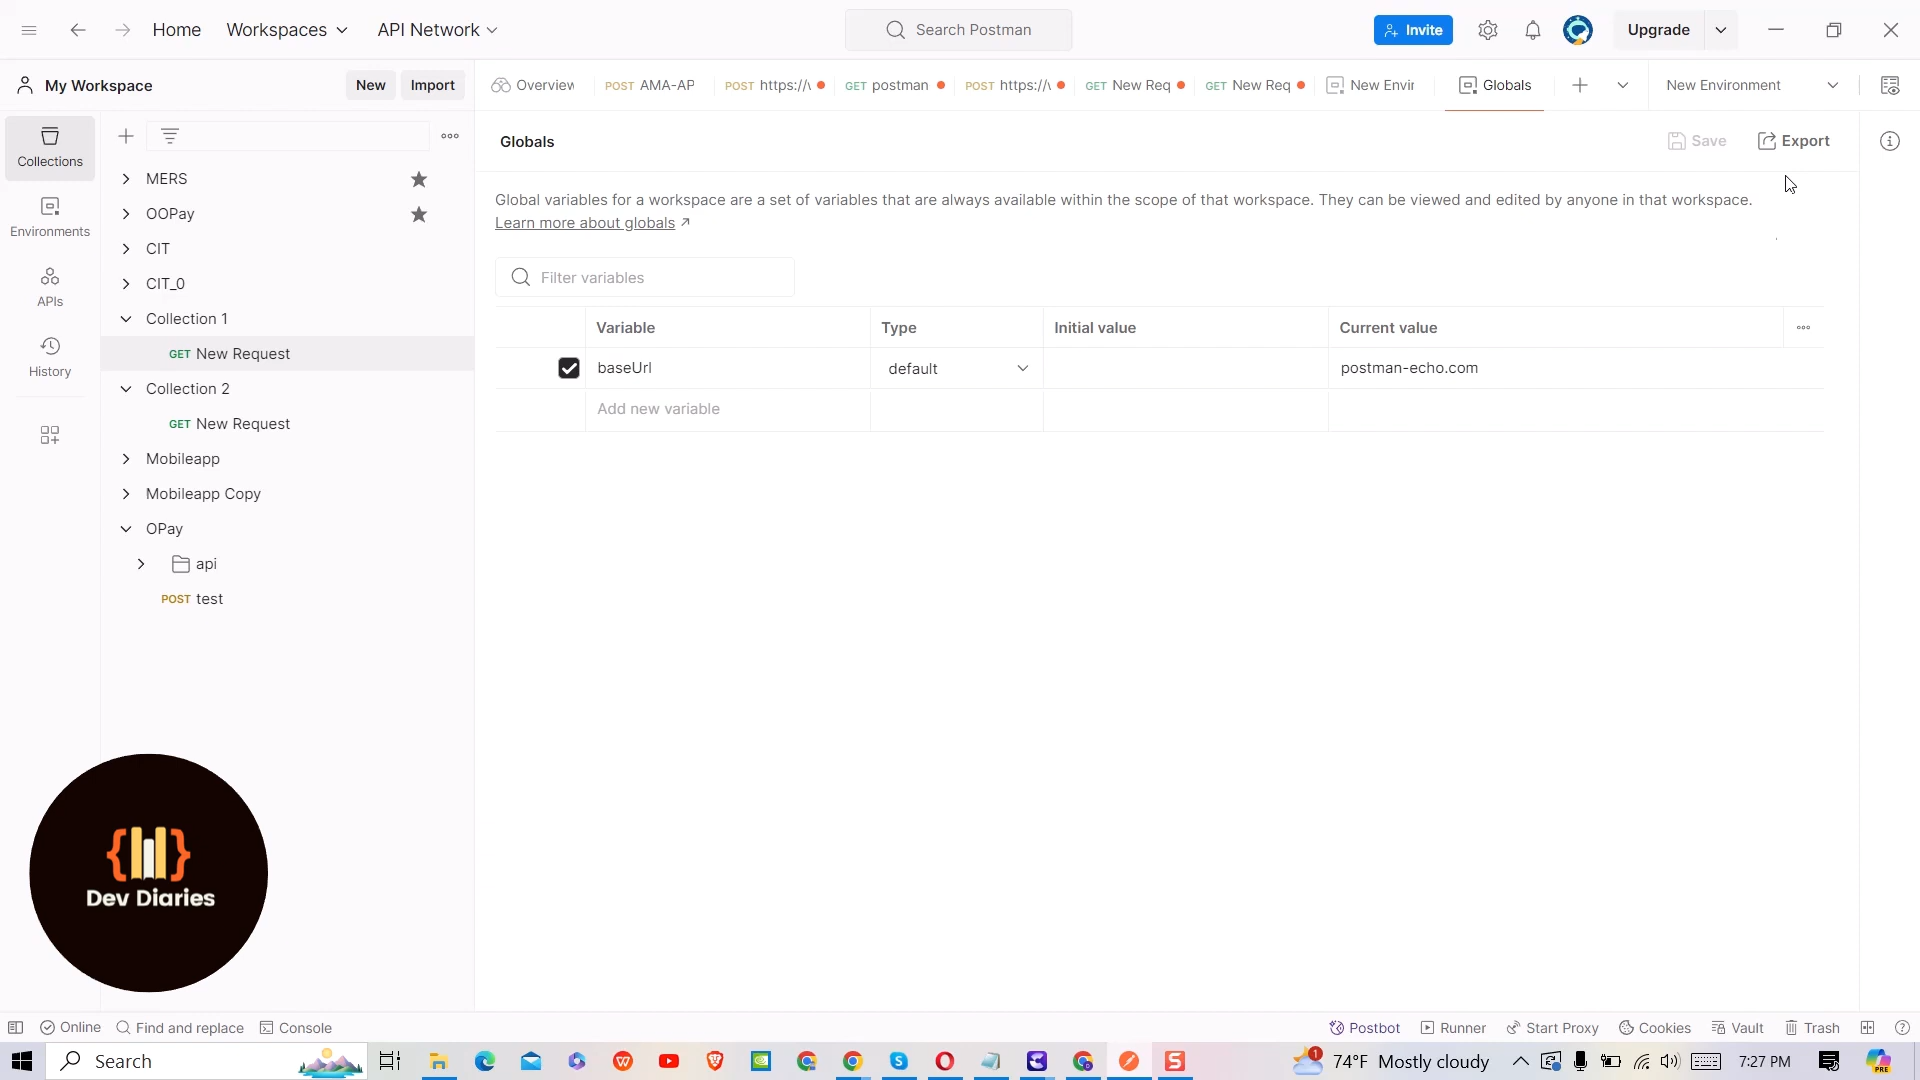 Home
Workspaces
API Network
Search Postman
Invite
Upgrade
My Workspace
New
Import
Overview
POST AMA-AP
POST https://\
GET postman
POST https://\
GET New Req
GET New Req
New Envir
Globals
New Environment
Collections
Environments
APIs
History
MERS
OOPay
CIT
CIT_0
Collection 1
GET New Request
Collection 2
GET New Request
Mobileapp
Mobileapp Copy
OPay
api
POST test
Globals
Save
Export
Global variables for a workspace are a set of variables that are always available within the scope of that workspace. They can be viewed and edited by anyone in that workspace.
Learn more about globals
Filter variables
Variable Type Initial value Current value
baseUrl default postman-echo.com
Add new variable
Dev Diaries
Online
Find and replace
Console
Postbot
Runner
Start Proxy
Cookies
Vault
Trash
Search
1
74°F Mostly cloudy
7:27 PM
PRE